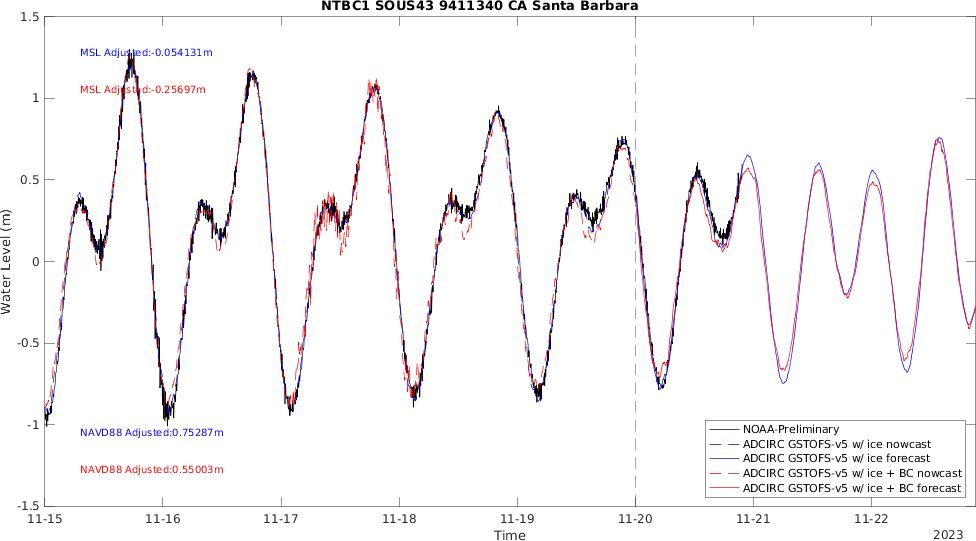 NTBC1 SOUS43 9411340 CA Santa Barbara
1.5
1
0.5
0
-0.5
-1
-1.5
Water Level (m)
MSL Adjusted:-0.054131m
MSL Adjusted:-0.25697m
NAVD88 Adjusted:0.75287m
NAVD88 Adjusted:0.55003m
NOAA-Preliminary
ADCIRC GSTOFS-v5 w/ ice nowcast
ADCIRC GSTOFS-v5 w/ ice forecast
ADCIRC GSTOFS-v5 w/ ice + BC nowcast
ADCIRC GSTOFS-v5 w/ ice + BC forecast
11-15 11-16 11-17 11-18 11-19 11-20 11-21 11-22
Time
2023